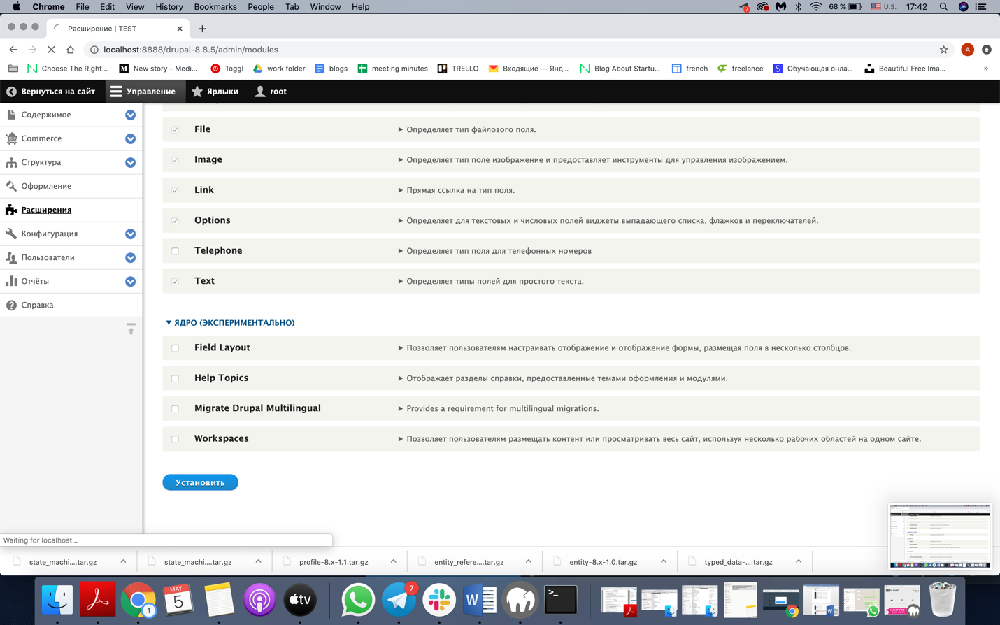 Chrome File Edit View History Bookmarks People Tab Window Help 7 68 % U.S. 17:42
Расширение | TEST
localhost:8888/drupal-8.8.5/admin/modules A
Choose The Right... New story – Medi... Toggl work folder blogs meeting minutes TRELLO Входящие — Янд... Blog About Startu... french freelance Обучающая онла... Beautiful Free Ima... »
Вернуться на сайт Управление Ярлыки root
Содержимое
Commerce
Структура
Оформление
Расширения
Конфигурация
Пользователи
Отчёты
Справка
File Определяет тип файлового поля.
Image Определяет тип поле изображение и предоставляет инструменты для управления изображением.
Link Прямая ссылка на тип поля.
Options Определяет для текстовых и числовых полей виджеты выпадающего списка, флажков и переключателей.
Telephone Определяет тип поля для телефонных номеров
Text Определяет типы полей для простого текста.
ЯДРО (ЭКСПЕРИМЕНТАЛЬНО)
Field Layout Позволяет пользователям настраивать отображение и отображение формы, размещая поля в несколько столбцов.
Help Topics Отображает разделы справки, предоставленные темами оформления и модулями.
Migrate Drupal Multilingual Provides a requirement for multilingual migrations.
Workspaces Позволяет пользователям размещать контент или просматривать весь сайт, используя несколько рабочих областей на одном сайте.
Установить
Waiting for localhost...
state_machi....tar.gz state_machi....tar.gz profile-8.x-1.1.tar.gz entity_refere....tar.gz entity-8.x-1.0.tar.gz typed_data-....tar.gz
1 MAY 5 tv 7 W >_ MAMP